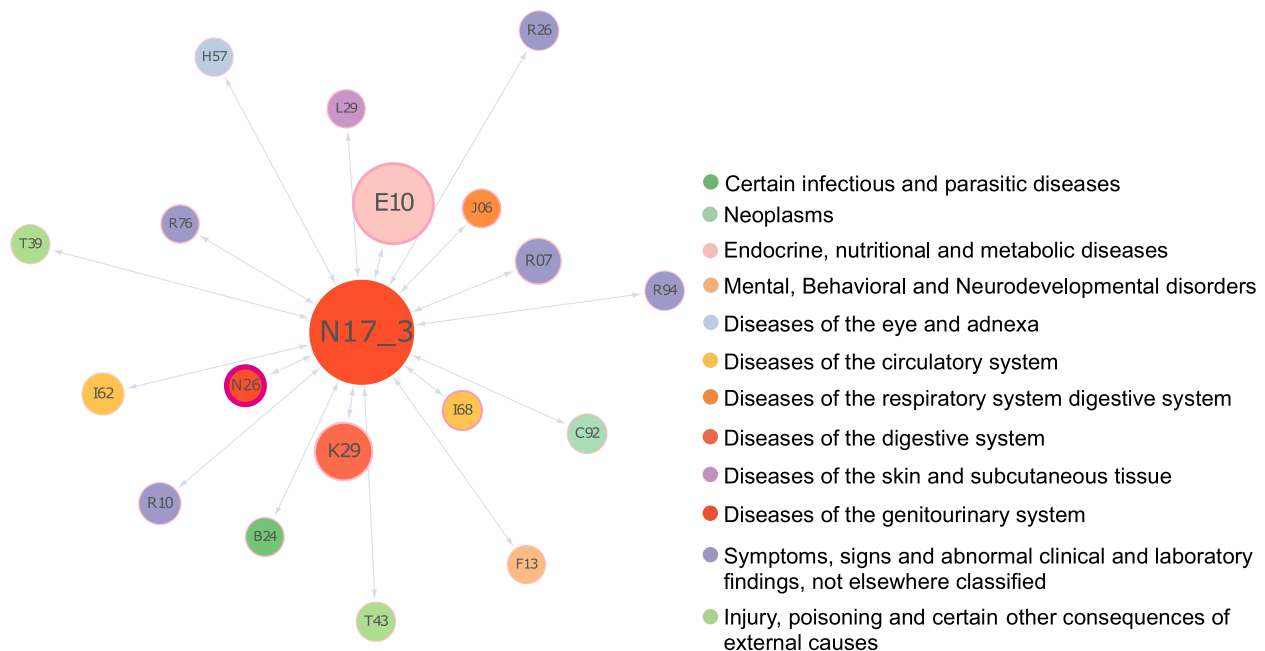 R26
H57
L29
E10
J06
R76
T39
R07
R94
N17_3
N26
I62
I68
C92
K29
R10
B24
F13
T43
Certain infectious and parasitic diseases
Neoplasms
Endocrine, nutritional and metabolic diseases
Mental, Behavioral and Neurodevelopmental disorders
Diseases of the eye and adnexa
Diseases of the circulatory system
Diseases of the respiratory system digestive system
Diseases of the digestive system
Diseases of the skin and subcutaneous tissue
Diseases of the genitourinary system
Symptoms, signs and abnormal clinical and laboratory
findings, not elsewhere classified
Injury, poisoning and certain other consequences of
external causes